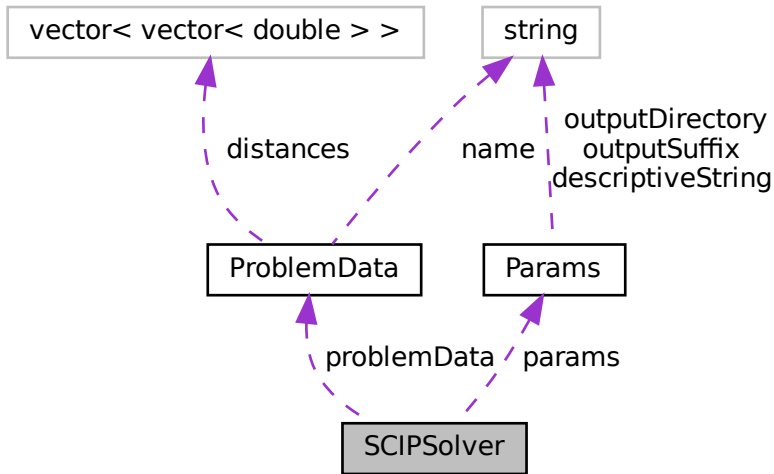 vector< vector< double > >
string
distances
name
outputDirectory
outputSuffix
descriptiveString
ProblemData
Params
problemData
params
SCIPSolver